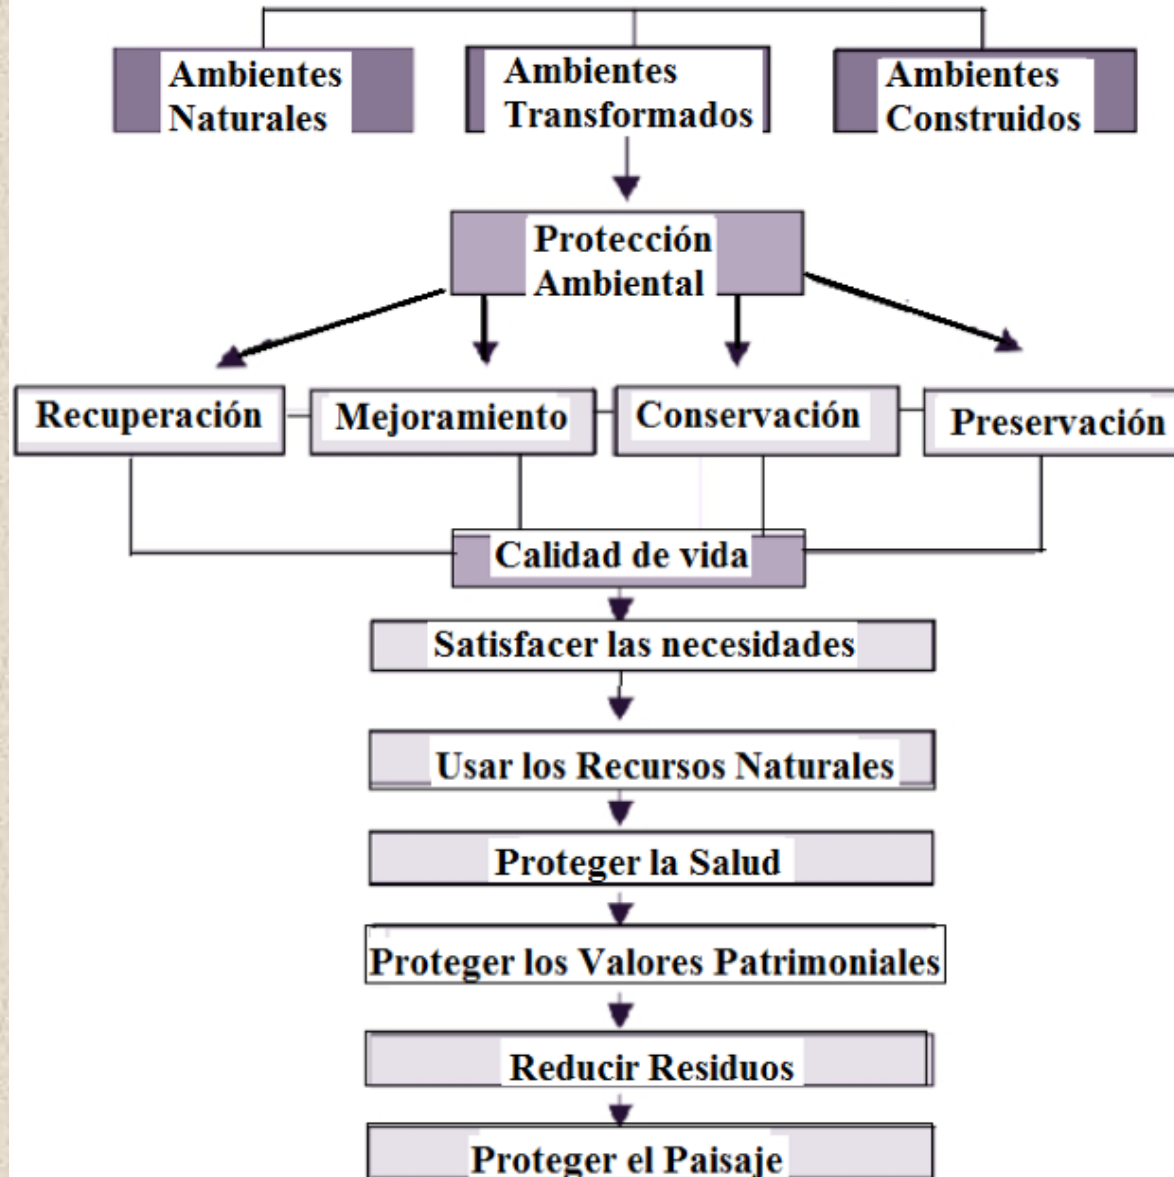 Ambientes
Naturales
Ambientes
Transformados
Ambientes
Construidos
Protección
Ambiental
Recuperación
Mejoramiento
Conservación
Preservación
Calidad de vida
Satisfacer las necesidades
Usar los Recursos Naturales
Proteger la Salud
Proteger los Valores Patrimoniales
Reducir Residuos
Proteger el Paisaje